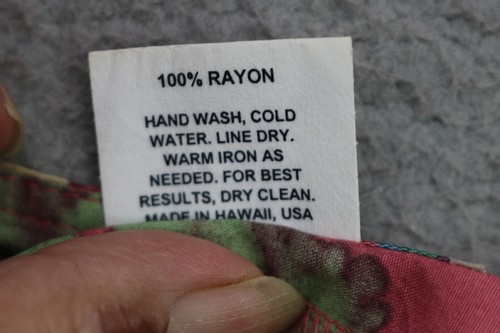 100% RAYON
HAND WASH, COLD
WATER. LINE DRY.
WARM IRON AS
NEEDED. FOR BEST
RESULTS, DRY CLEAN.
MADE IN HAWAII, USA